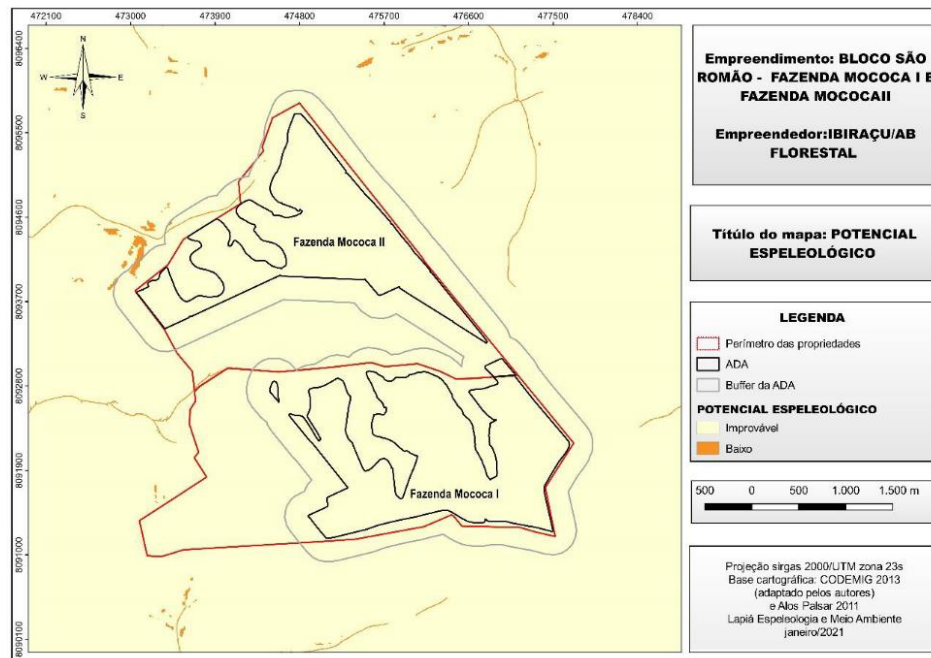 472100 473000 473900 474800 475700 476600 477500 478400
8096400
8095500
8094600
8093700
8092800
8091900
8091000
8090100
N
W E
S
Fazenda Mococa II
Fazenda Mococa I
Empreendimento: BLOCO SÃO
ROMÃO - FAZENDA MOCOCA I E
FAZENDA MOCOCAII
Empreendedor:IBIRAÇU/AB
FLORESTAL
Título do mapa: POTENCIAL
ESPELEOLÓGICO
LEGENDA
Perímetro das propriedades
ADA
Buffer da ADA
POTENCIAL ESPELEOLÓGICO
Improvável
Baixo
500 0 500 1.000 1.500 m
Projeção sirgas 2000/UTM zona 23s
Base cartográfica: CODEMIG 2013
(adaptado pelos autores)
e Alos Palsar 2011
Lapiá Espeleologia e Meio Ambiente
janeiro/2021